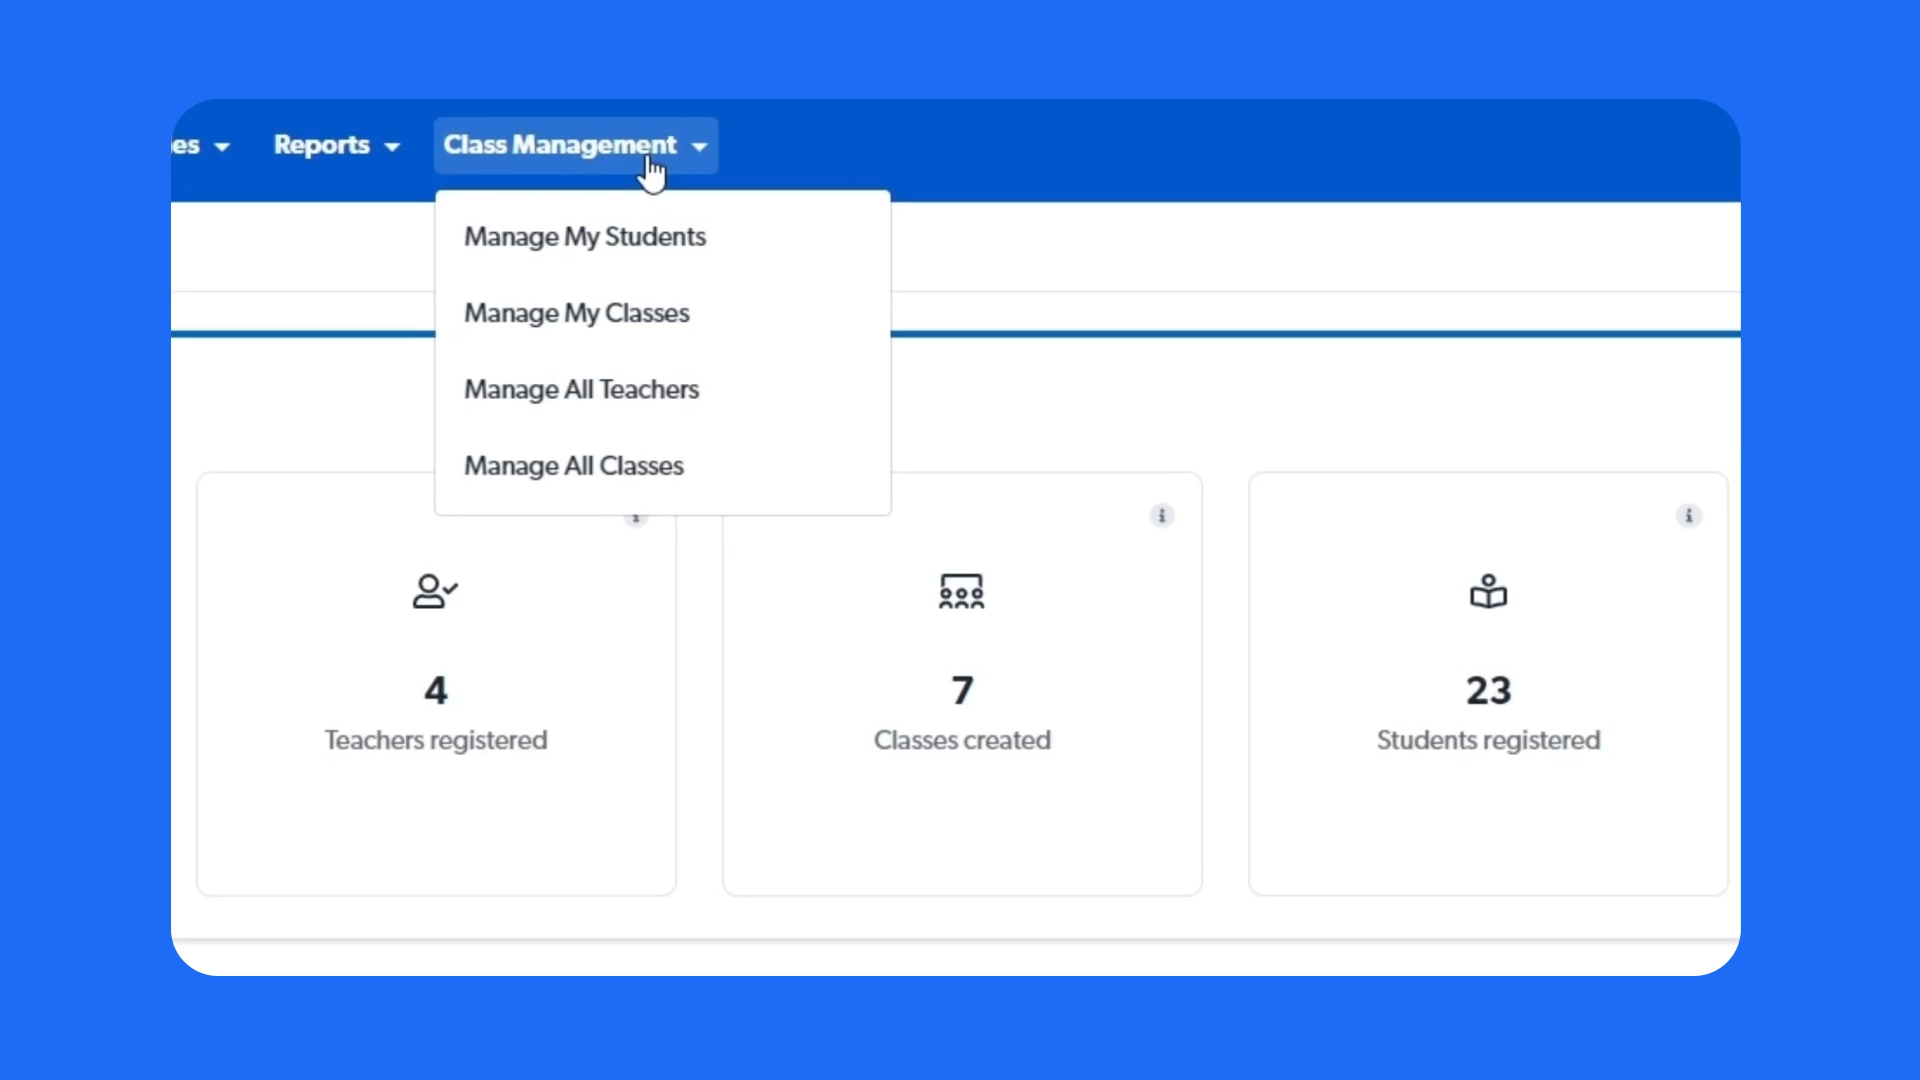 es
Reports
Class Management
Manage My Students
Manage My Classes
Manage All Teachers
Manage All Classes
i
i
i
4
Teachers registered
7
Classes created
23
Students registered